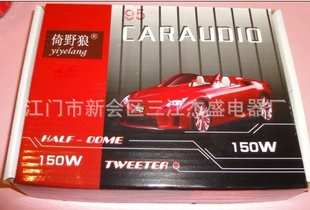 95
倚野狼®
yiyelang
CARAUDIO
江门市新会区三江杰盛电器厂
HALF - DOME
150W
TWEETER
150W